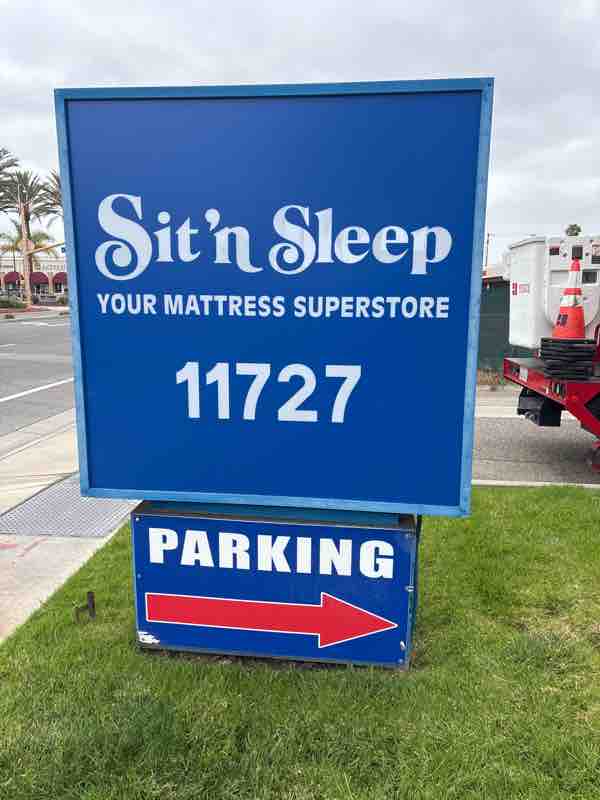 Sit'n Sleep
YOUR MATTRESS SUPERSTORE
11727
PARKING